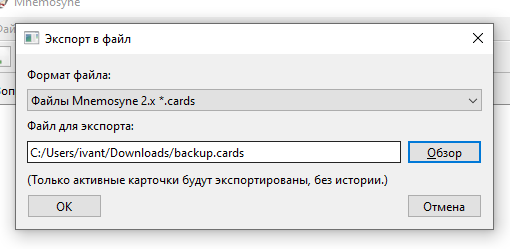 Mnemosyne
Экспорт в файл
Формат файла:
Файлы Mnemosyne 2.x *.cards
Файл для экспорта:
C:/Users/ivant/Downloads/backup.cards
Обзор
(Только активные карточки будут экспортированы, без истории.)
ОК
Отмена